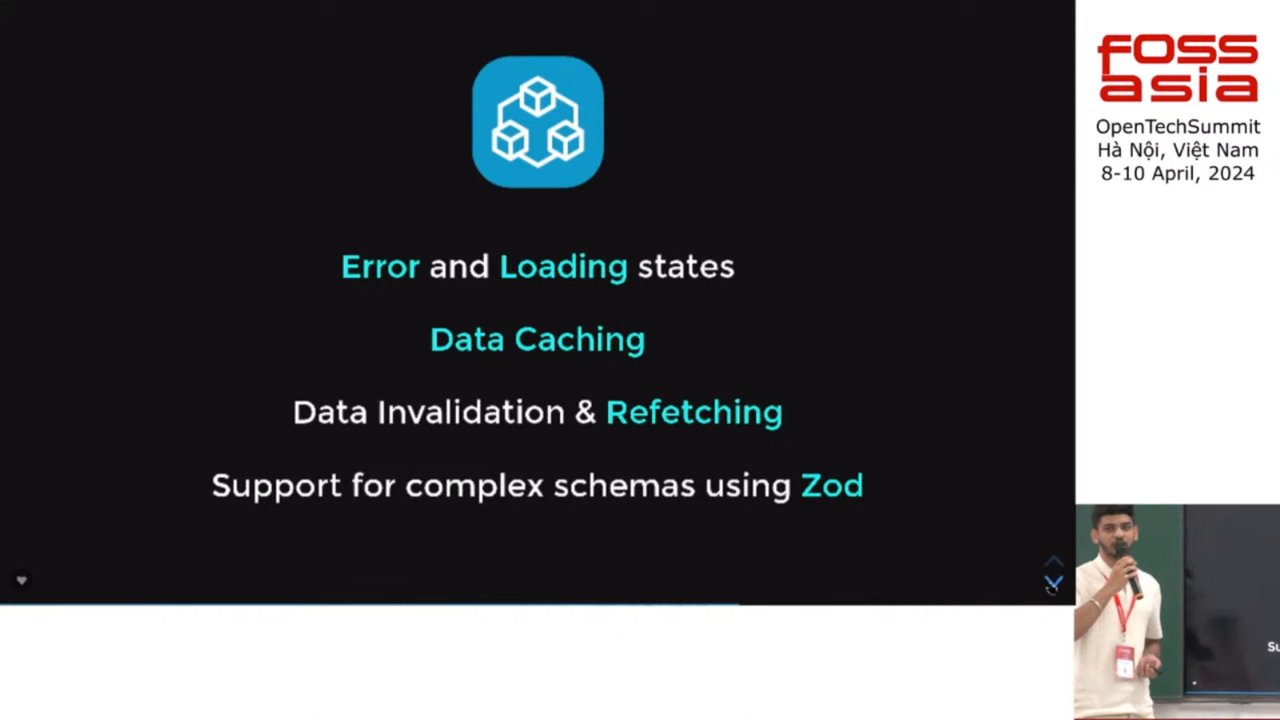 Error and Loading states
Data Caching
Data Invalidation & Refetching
Support for complex schemas using Zod
FOSS
asia
OpenTechSummit
Hà Nội, Việt Nam
8-10 April, 2024
Su